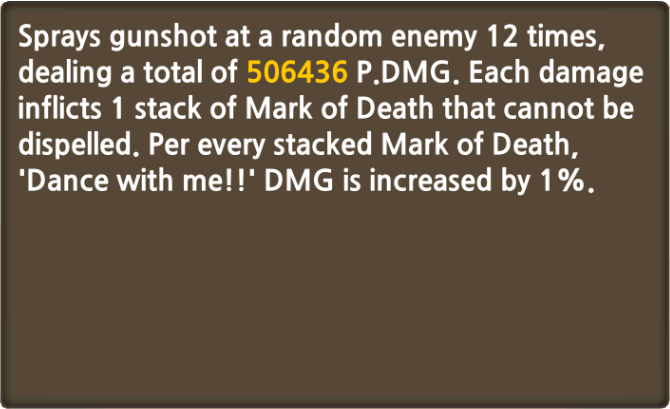 Sprays gunshot at a random enemy 12 times,
dealing a total of 506436 P.DMG. Each damage
inflicts 1 stack of Mark of Death that cannot be
dispelled. Per every stacked Mark of Death,
'Dance with me!!' DMG is increased by 1%.